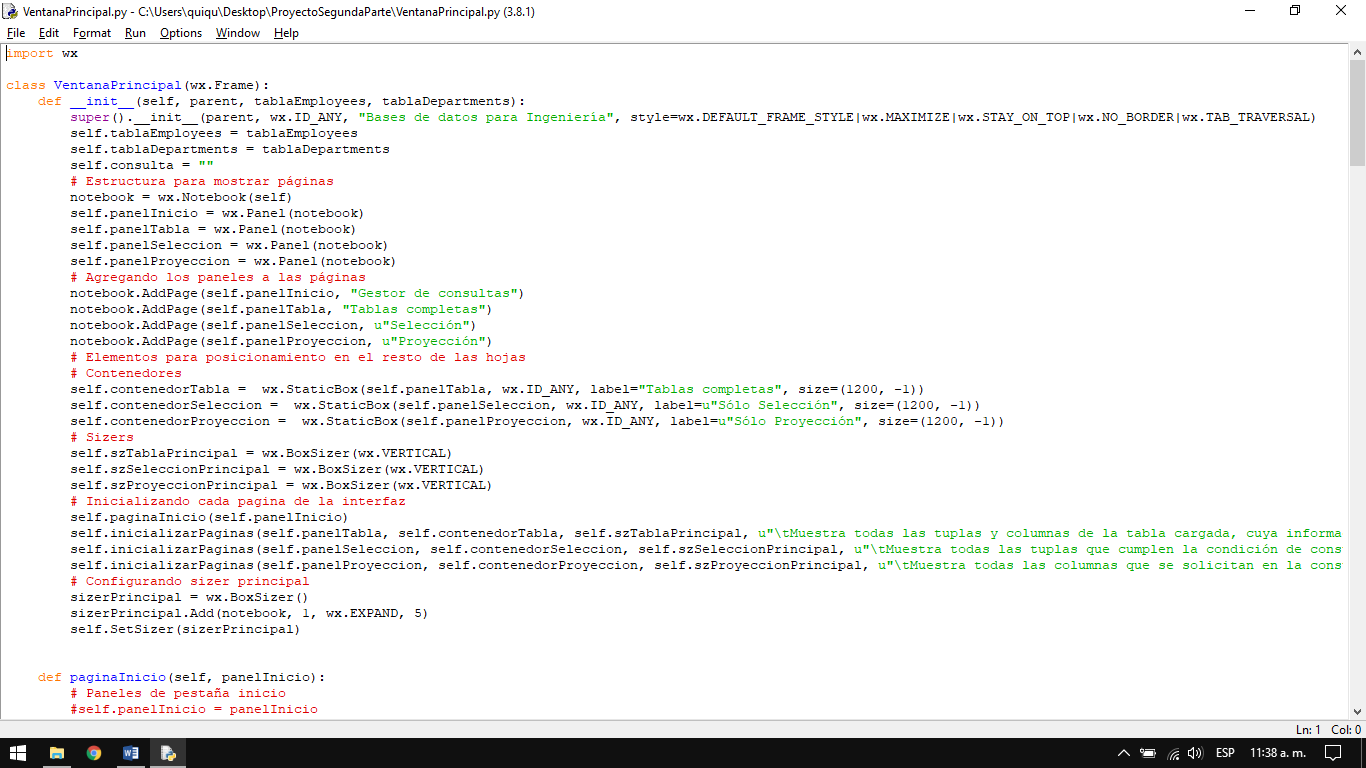 VentanaPrincipal.py - C:\Users\quiqu\Desktop\ProyectoSegundaParte\VentanaPrincipal.py (3.8.1)
File Edit Format Run Options Window Help
import wx
class VentanaPrincipal(wx.Frame):
    def __init__(self, parent, tablaEmployees, tablaDepartments):
        super().__init__(parent, wx.ID_ANY, "Bases de datos para Ingeniería", style=wx.DEFAULT_FRAME_STYLE|wx.MAXIMIZE|wx.STAY_ON_TOP|wx.NO_BORDER|wx.TAB_TRAVERSAL)
        self.tablaEmployees = tablaEmployees
        self.tablaDepartments = tablaDepartments
        self.consulta = ""
        # Estructura para mostrar páginas
        notebook = wx.Notebook(self)
        self.panelInicio = wx.Panel(notebook)
        self.panelTabla = wx.Panel(notebook)
        self.panelSeleccion = wx.Panel(notebook)
        self.panelProyeccion = wx.Panel(notebook)
        # Agregando los paneles a las páginas
        notebook.AddPage(self.panelInicio, "Gestor de consultas")
        notebook.AddPage(self.panelTabla, "Tablas completas")
        notebook.AddPage(self.panelSeleccion, u"Selección")
        notebook.AddPage(self.panelProyeccion, u"Proyección")
        # Elementos para posicionamiento en el resto de las hojas
        # Contenedores
        self.contenedorTabla =  wx.StaticBox(self.panelTabla, wx.ID_ANY, label="Tablas completas", size=(1200, -1))
        self.contenedorSeleccion =  wx.StaticBox(self.panelSeleccion, wx.ID_ANY, label=u"Sólo Selección", size=(1200, -1))
        self.contenedorProyeccion =  wx.StaticBox(self.panelProyeccion, wx.ID_ANY, label=u"Sólo Proyección", size=(1200, -1))
        # Sizers
        self.szTablaPrincipal = wx.BoxSizer(wx.VERTICAL)
        self.szSeleccionPrincipal = wx.BoxSizer(wx.VERTICAL)
        self.szProyeccionPrincipal = wx.BoxSizer(wx.VERTICAL)
        # Inicializando cada pagina de la interfaz
        self.paginaInicio(self.panelInicio)
        self.inicializarPaginas(self.panelTabla, self.contenedorTabla, self.szTablaPrincipal, u"\tMuestra todas las tuplas y columnas de la tabla cargada, cuya informa
        self.inicializarPaginas(self.panelSeleccion, self.contenedorSeleccion, self.szSeleccionPrincipal, u"\tMuestra todas las tuplas que cumplen la condición de cons
        self.inicializarPaginas(self.panelProyeccion, self.contenedorProyeccion, self.szProyeccionPrincipal, u"\tMuestra todas las columnas que se solicitan en la cons
        # Configurando sizer principal
        sizerPrincipal = wx.BoxSizer()
        sizerPrincipal.Add(notebook, 1, wx.EXPAND, 5)
        self.SetSizer(sizerPrincipal)
    def paginaInicio(self, panelInicio):
        # Paneles de pestaña inicio
        #self.panelInicio = panelInicio
Ln: 1 Col: 0
ESP 11:38 a. m.